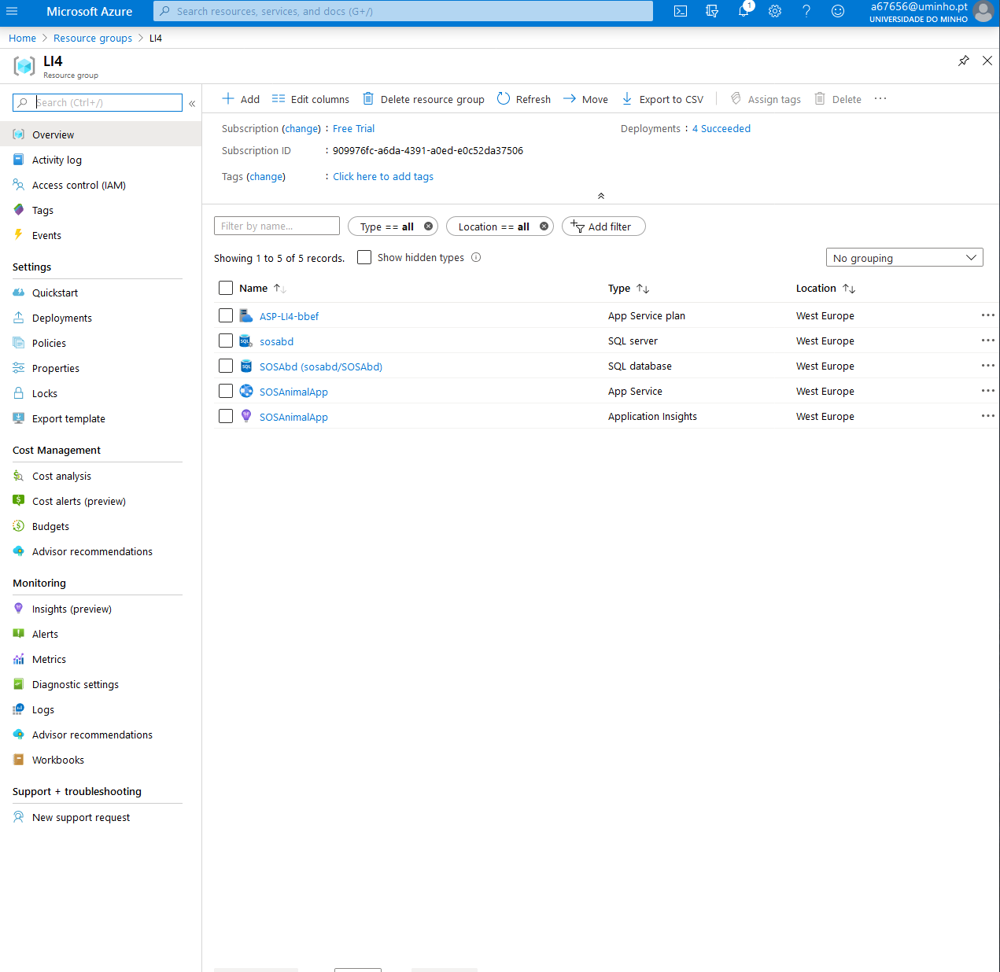 Microsoft Azure
Search resources, services, and docs (G+/)
1
a67656@uminho.pt
UNIVERSIDADE DO MINHO
Home > Resource groups > LI4
LI4
Resource group
Search (Ctrl+/)
«
Add
Edit columns
Delete resource group
Refresh
Move
Export to CSV
Assign tags
Delete
...
Overview
Activity log
Access control (IAM)
Tags
Events
Settings
Quickstart
Deployments
Policies
Properties
Locks
Export template
Cost Management
Cost analysis
Cost alerts (preview)
Budgets
Advisor recommendations
Monitoring
Insights (preview)
Alerts
Metrics
Diagnostic settings
Logs
Advisor recommendations
Workbooks
Support + troubleshooting
New support request
Subscription (change) : Free Trial
Deployments : 4 Succeeded
Subscription ID : 909976fc-a6da-4391-a0ed-e0c52da37506
Tags (change) : Click here to add tags
Filter by name...
Type == all
Location == all
Add filter
Showing 1 to 5 of 5 records.
Show hidden types
No grouping
Name Type Location
ASP-LI4-bbef App Service plan West Europe
sosabd SQL server West Europe
SOSAbd (sosabd/SOSAbd) SQL database West Europe
SOSAnimalApp App Service West Europe
SOSAnimalApp Application Insights West Europe